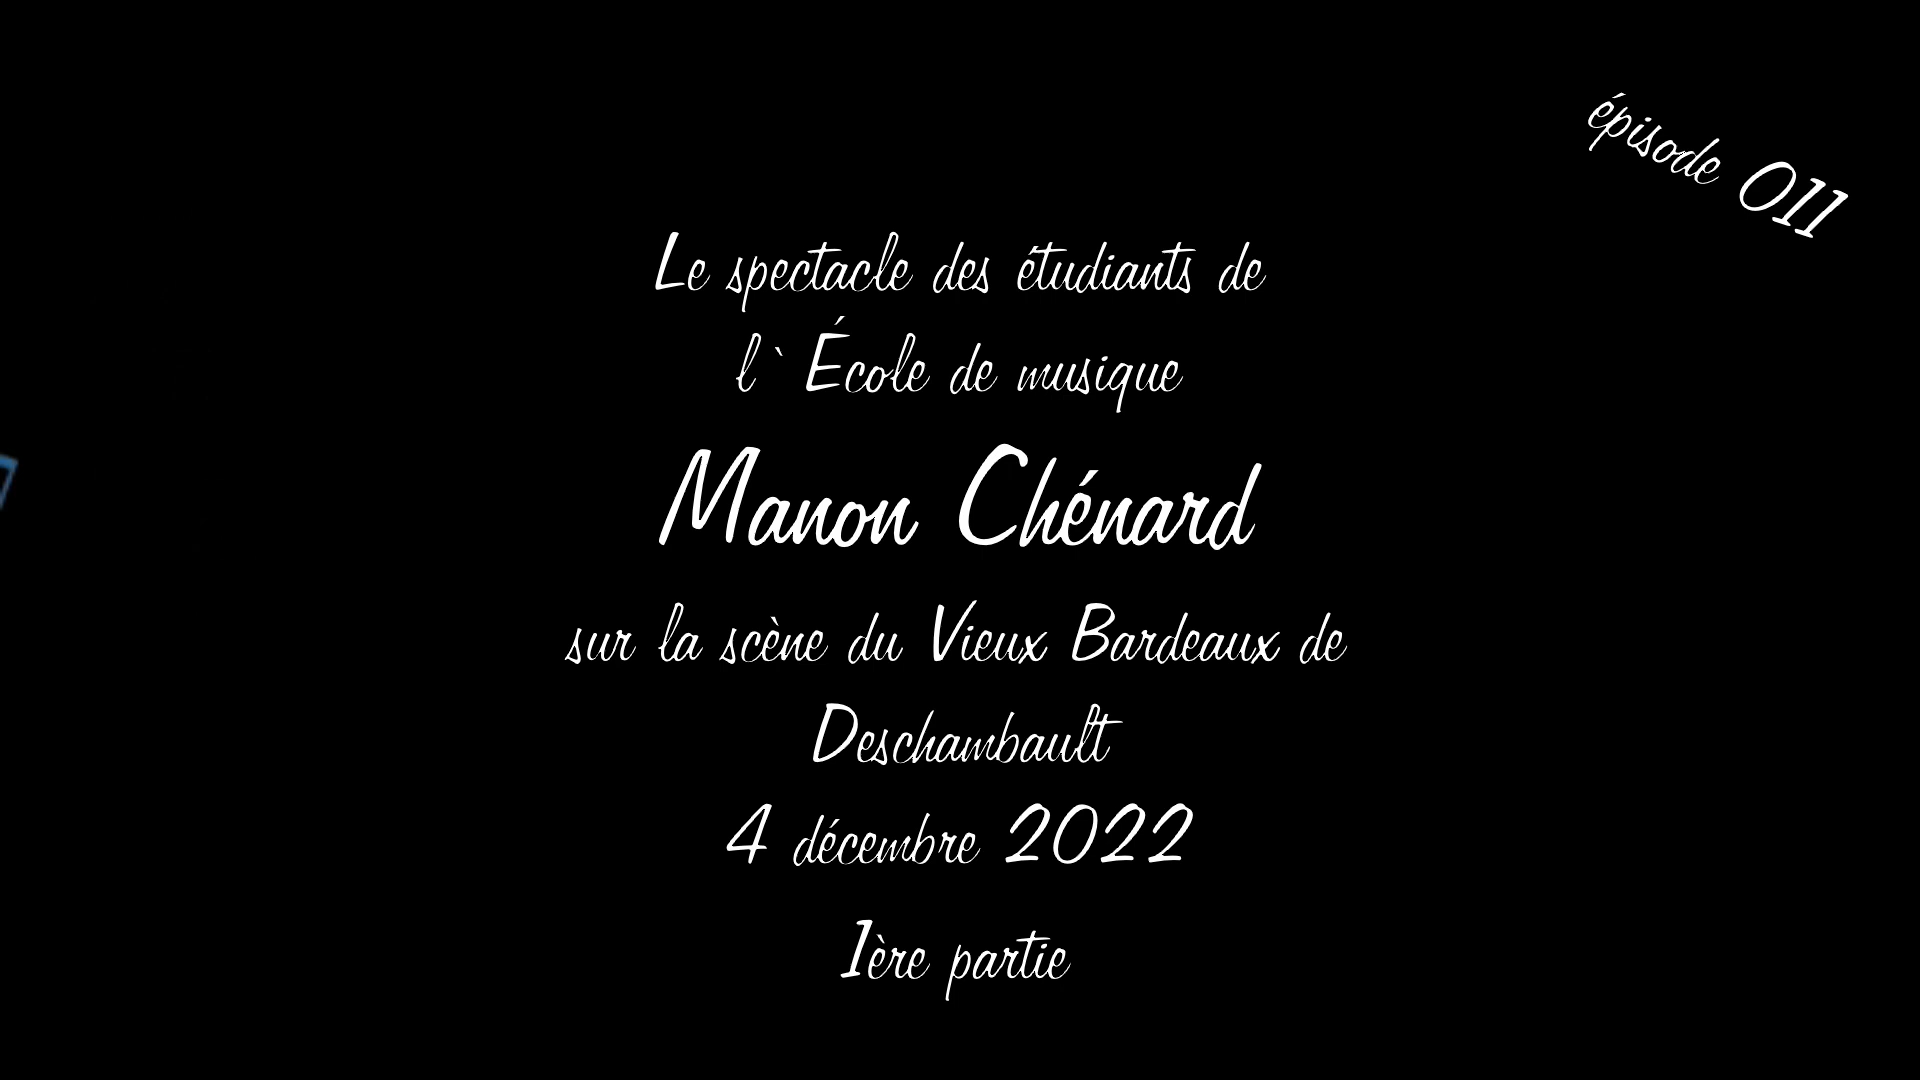 épisode 011
Le spectacle des étudiants de
l`École de musique
Manon Chénard
sur la scène du Vieux Bardeaux de
Deschambault
4 décembre 2022
1ère partie